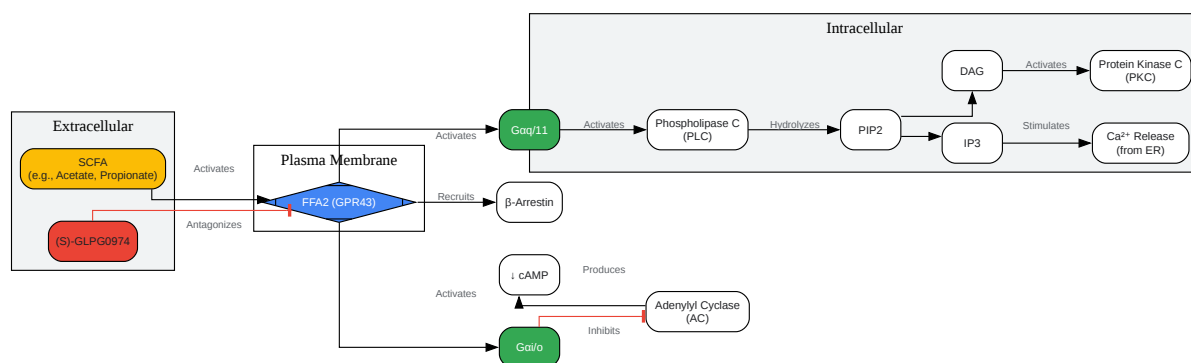 Extracellular
SCFA
(e.g., Acetate, Propionate)
(S)-GLPG0974
Activates
Antagonizes
Plasma Membrane
FFA2 (GPR43)
Activates
Recruits
Activates
Intracellular
Gαq/11
Activates
Phospholipase C
(PLC)
Hydrolyzes
PIP2
DAG
Activates
Protein Kinase C
(PKC)
IP3
Stimulates
Ca²⁺ Release
(from ER)
β-Arrestin
↓ cAMP
Produces
Adenylyl Cyclase
(AC)
Inhibits
Gαi/o